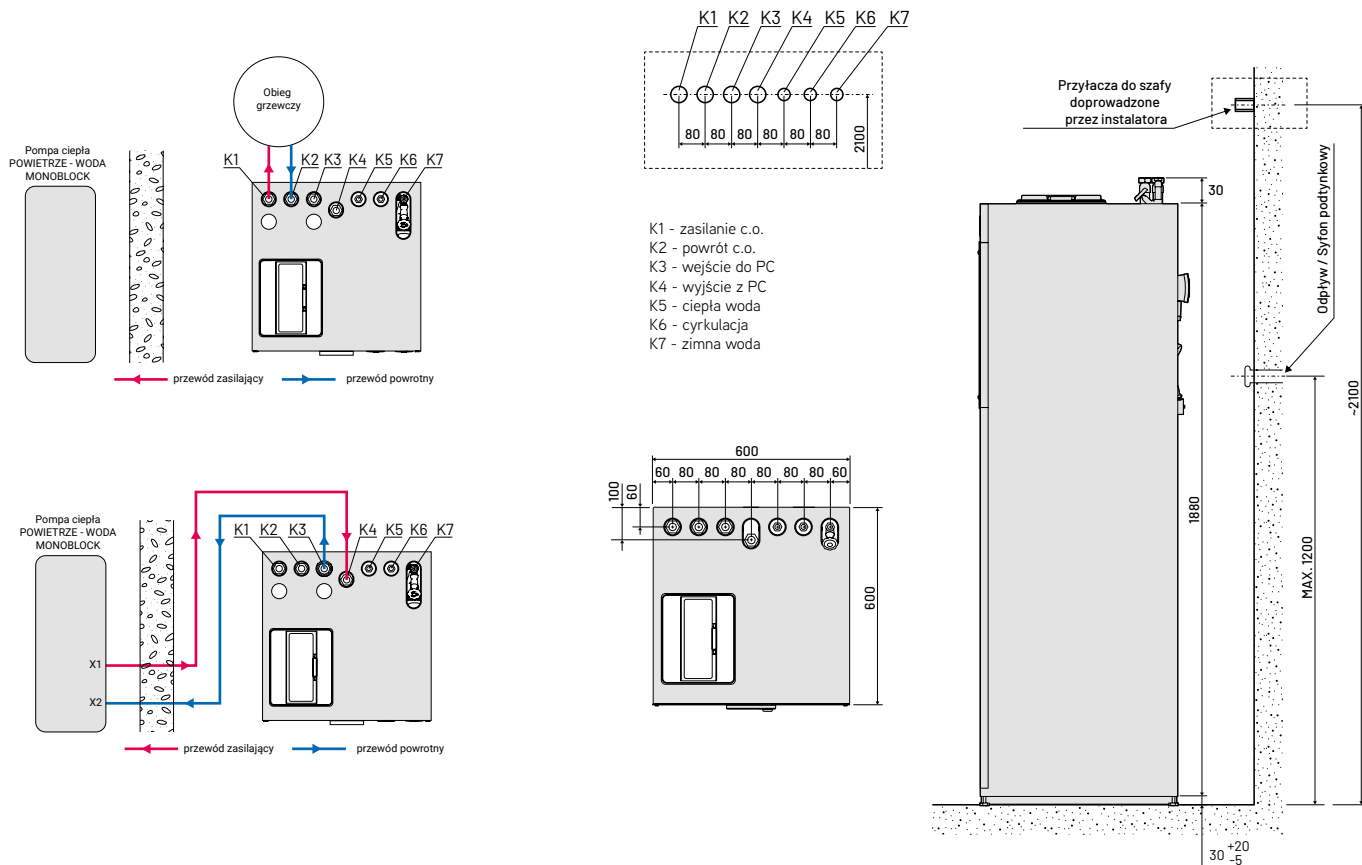 Obieg
grzewczy
Pompa ciepła
POWIETRZE - WODA
MONOBLOCK
K1 K2 K3 K4 K5 K6 K7
przewód zasilający
przewód powrotny
Pompa ciepła
POWIETRZE - WODA
MONOBLOCK
K1 K2 K3 K4 K5 K6 K7
X1
X2
przewód zasilający
przewód powrotny
K1 K2 K3 K4 K5 K6 K7
80 80 80 80 80 80
2100
K1 - zasilanie c.o.
K2 - powrót c.o.
K3 - wejście do PC
K4 - wyjście z PC
K5 - ciepła woda
K6 - cyrkulacja
K7 - zimna woda
600
60 80 80 80 80 80 80 60
100
60
600
Przyłacza do szafy
doprowadzone
przez instalatora
30
Odpływ / Syfon podtynkowy
1880
MAX. 1200
~2100
30 +20 -5